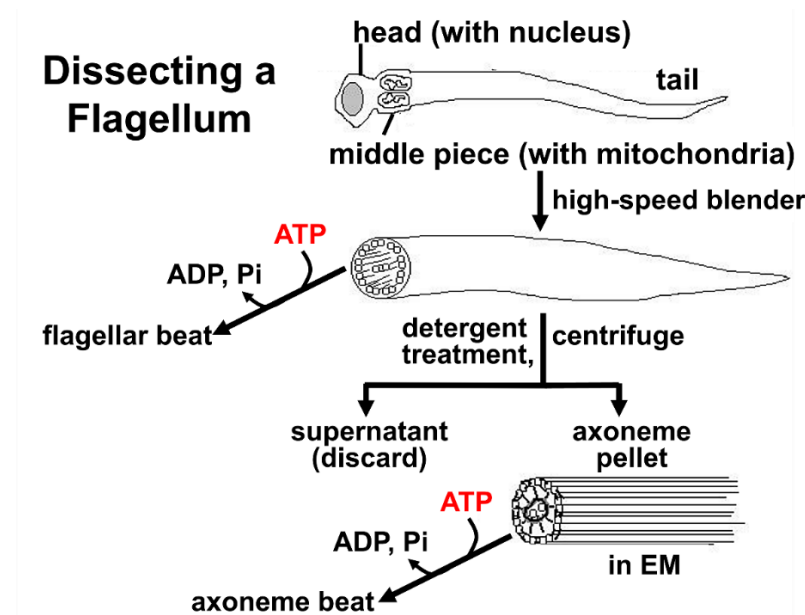 Dissecting a
Flagellum
head (with nucleus)
tail
middle piece (with mitochondria)
high-speed blender
ATP
ADP, Pi
flagellar beat
detergent
treatment,
centrifuge
supernatant
(discard)
axoneme
pellet
ATP
ADP, Pi
in EM
axoneme beat